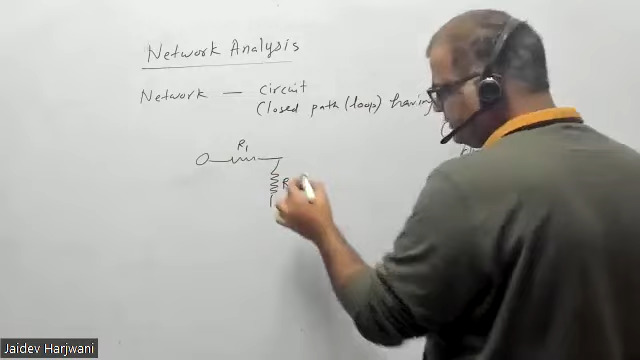 Network Analysis
Network — circuit
Closed path (loop) having
R1
R
Jaidev Harjwani